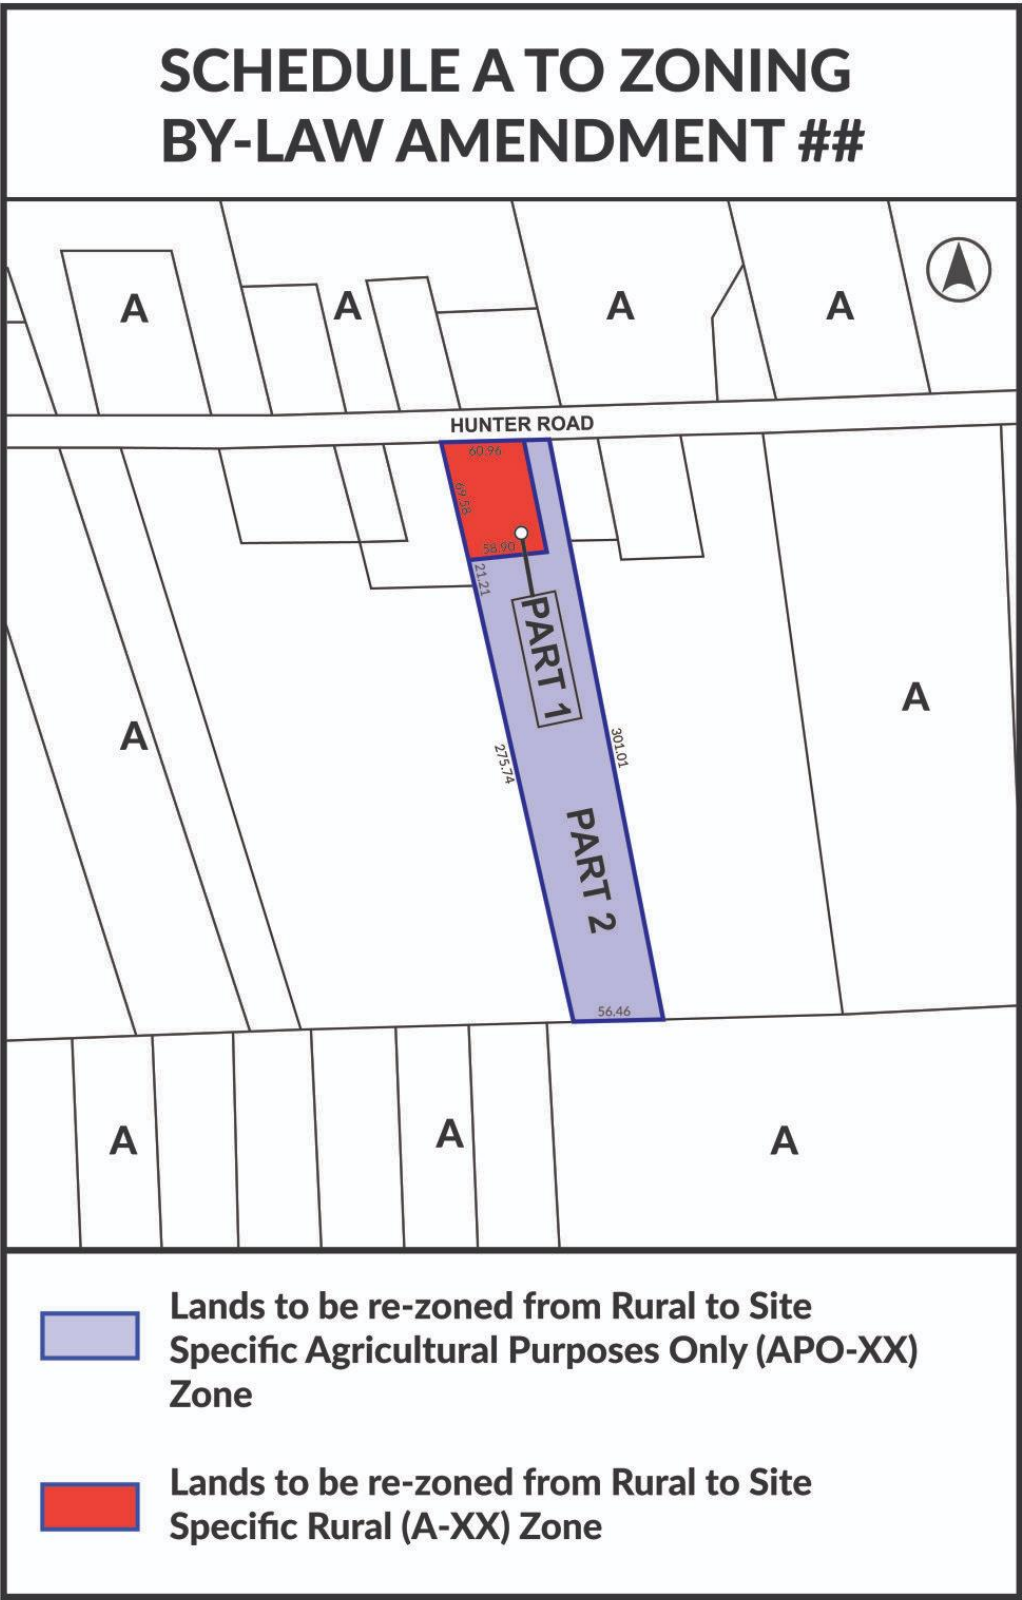 SCHEDULE A TO ZONING
BY-LAW AMENDMENT ##
A
A
A
A
HUNTER ROAD
60.96
69.58
58.90
21.21
PART 1
A
A
275.74
301.01
PART 2
56.46
A
A
A
Lands to be re-zoned from Rural to Site
Specific Agricultural Purposes Only (APO-XX)
Zone
Lands to be re-zoned from Rural to Site
Specific Rural (A-XX) Zone